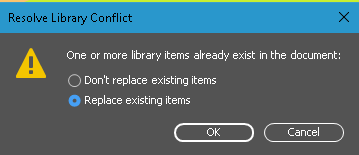 Resolve Library Conflict
One or more library items already exist in the document:
Don't replace existing items
Replace existing items
OK
Cancel